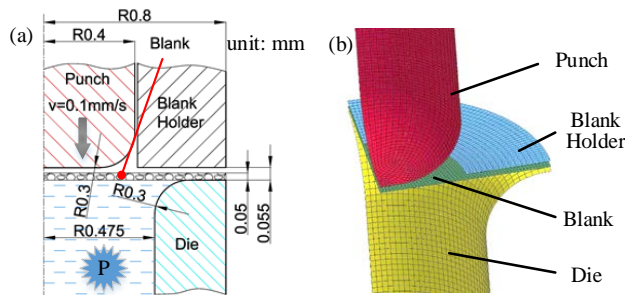 (a)
R0.8
R0.4
Blank
unit: mm
Punch
v=0.1mm/s
Blank
Holder
R0.3
R0.3
0.05
0.055
R0.475
Die
P
(b)
Punch
Blank
Holder
Blank
Die